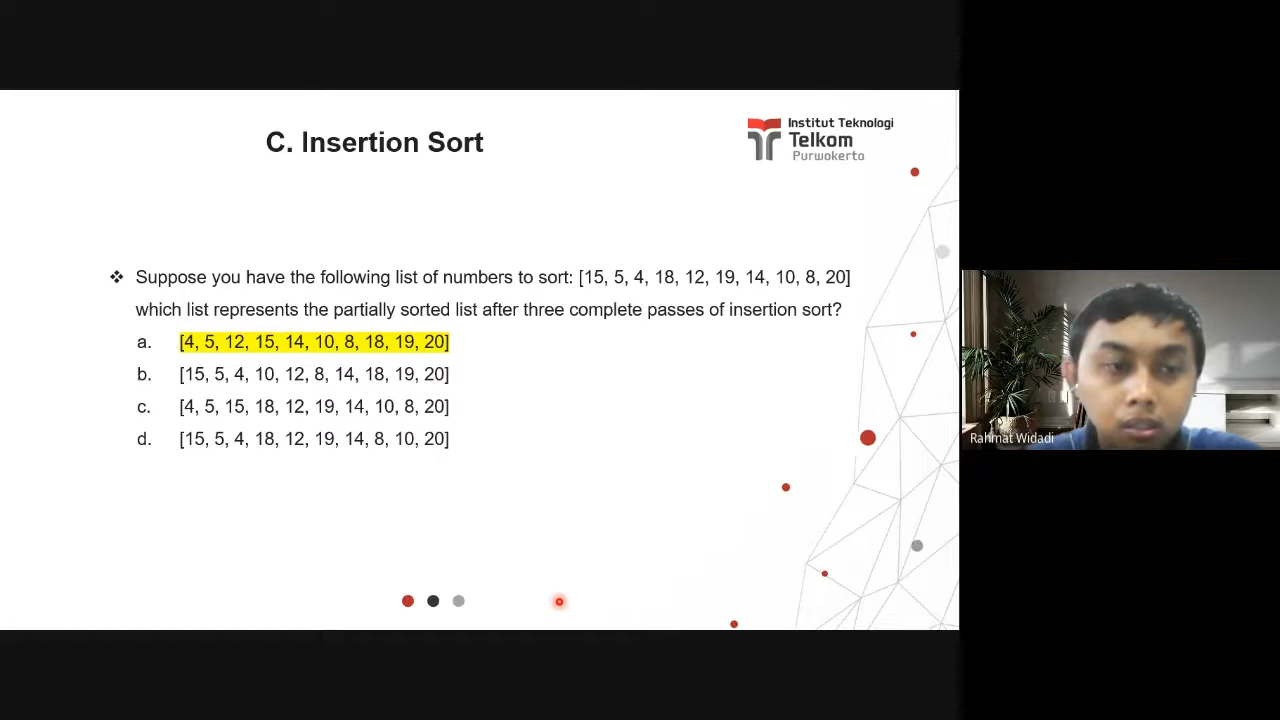 C. Insertion Sort
Institut Teknologi
Telkom
Purwokerto
❖ Suppose you have the following list of numbers to sort: [15, 5, 4, 18, 12, 19, 14, 10, 8, 20]
which list represents the partially sorted list after three complete passes of insertion sort?
a. [4, 5, 12, 15, 14, 10, 8, 18, 19, 20]
b. [15, 5, 4, 10, 12, 8, 14, 18, 19, 20]
c. [4, 5, 15, 18, 12, 19, 14, 10, 8, 20]
d. [15, 5, 4, 18, 12, 19, 14, 8, 10, 20]
Rahmat Widadi